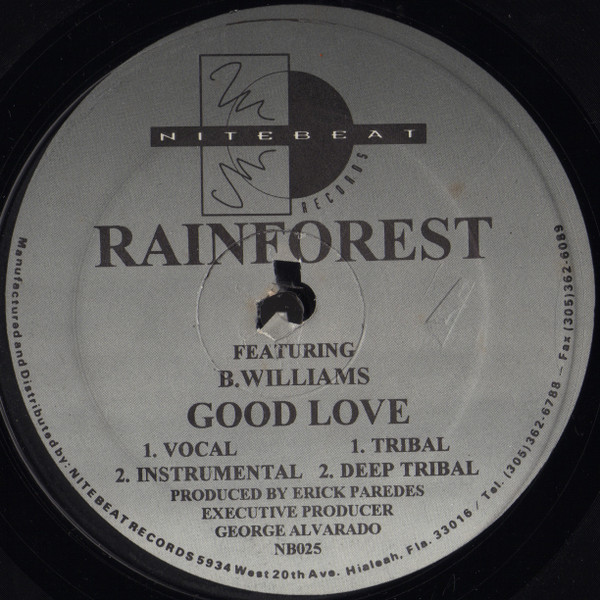 NITEBEAT
RECORDS
RAINFOREST
FEATURING
B.WILLIAMS
GOOD LOVE
1. VOCAL 1. TRIBAL
2. INSTRUMENTAL 2. DEEP TRIBAL
PRODUCED BY ERICK PAREDES
EXECUTIVE PRODUCER
GEORGE ALVARADO
NB025
Manufactured and Distributed by: NITEBEAT RECORDS 5934 West 20th Ave. Hialeah, Fla. 33016 / Tel. (305)362-6788 – Fax (305)362-6089